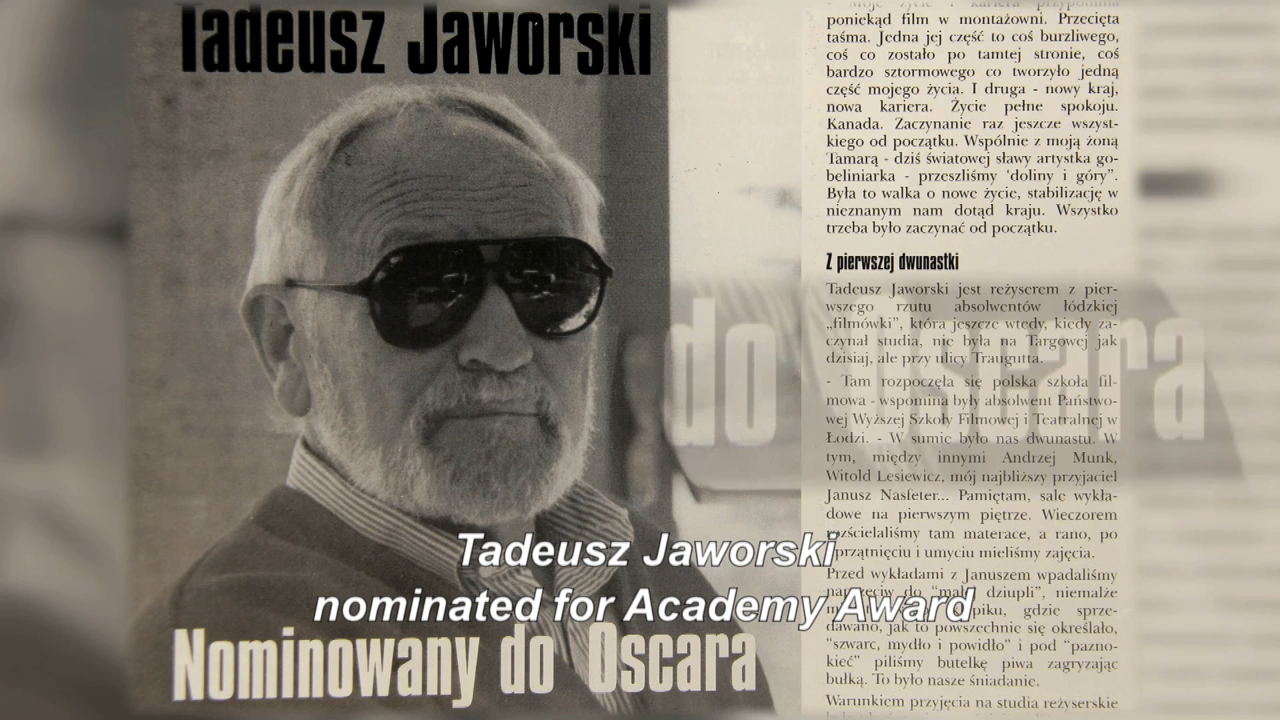 Tadeusz Jaworski
Tadeusz Jaworski
nominated for Academy Award
Nominowany do Oscara
do Oscara
- Moje życie i kariera przypomina
poniekąd film w montażowni. Przecięta
taśma. Jedna jej część to coś burzliwego,
coś co zostało po tamtej stronie, coś
bardzo sztormowego co tworzyło jedną
część mojego życia. I druga - nowy kraj,
nowa kariera. Życie pełne spokoju.
Kanada. Zaczynanie raz jeszcze wszyst-
kiego od początku. Wspólnie z moją żoną
Tamarą - dziś światowej sławy artystka go-
beliniarka - przeszliśmy 'doliny i góry”.
Była to walka o nowe życie, stabilizację w
nieznanym nam dotąd kraju. Wszystko
trzeba było zaczynać od początku.
Z pierwszej dwunastki
Tadeusz Jaworski jest reżyserem z pier-
wszego rzutu absolwentów łódzkiej
„filmówki”, która jeszcze wtedy, kiedy za-
czynał studia, nie była na Targowej jak
dzisiaj, ale przy ulicy Traugutta.
- Tam rozpoczęła się polska szkoła fil-
mowa - wspomina były absolwent Państwo-
wej Wyższej Szkoły Filmowej i Teatralnej w
Łodzi. - W sumie było nas dwunastu. W
tym, między innymi Andrzej Munk,
Witold Lesiewicz, mój najbliższy przyjaciel
Janusz Nasfeter... Pamiętam, sale wykła-
dowe na pierwszym piętrze. Wieczorem
rozścielaliśmy tam materace, a rano, po
sprzątnięciu i umyciu mieliśmy zajęcia.
Przed wykładami z Januszem wpadaliśmy
do "małej dziupli", niemalże
gdzie sprze-
dawano, jak to powszechnie się określało,
"szwarc, mydło i powidło" i pod "pazno-
kieć" piliśmy butelkę piwa zagryzając
bułką. To było nasze śniadanie.
Warunkiem przyjęcia na studia reżyserskie